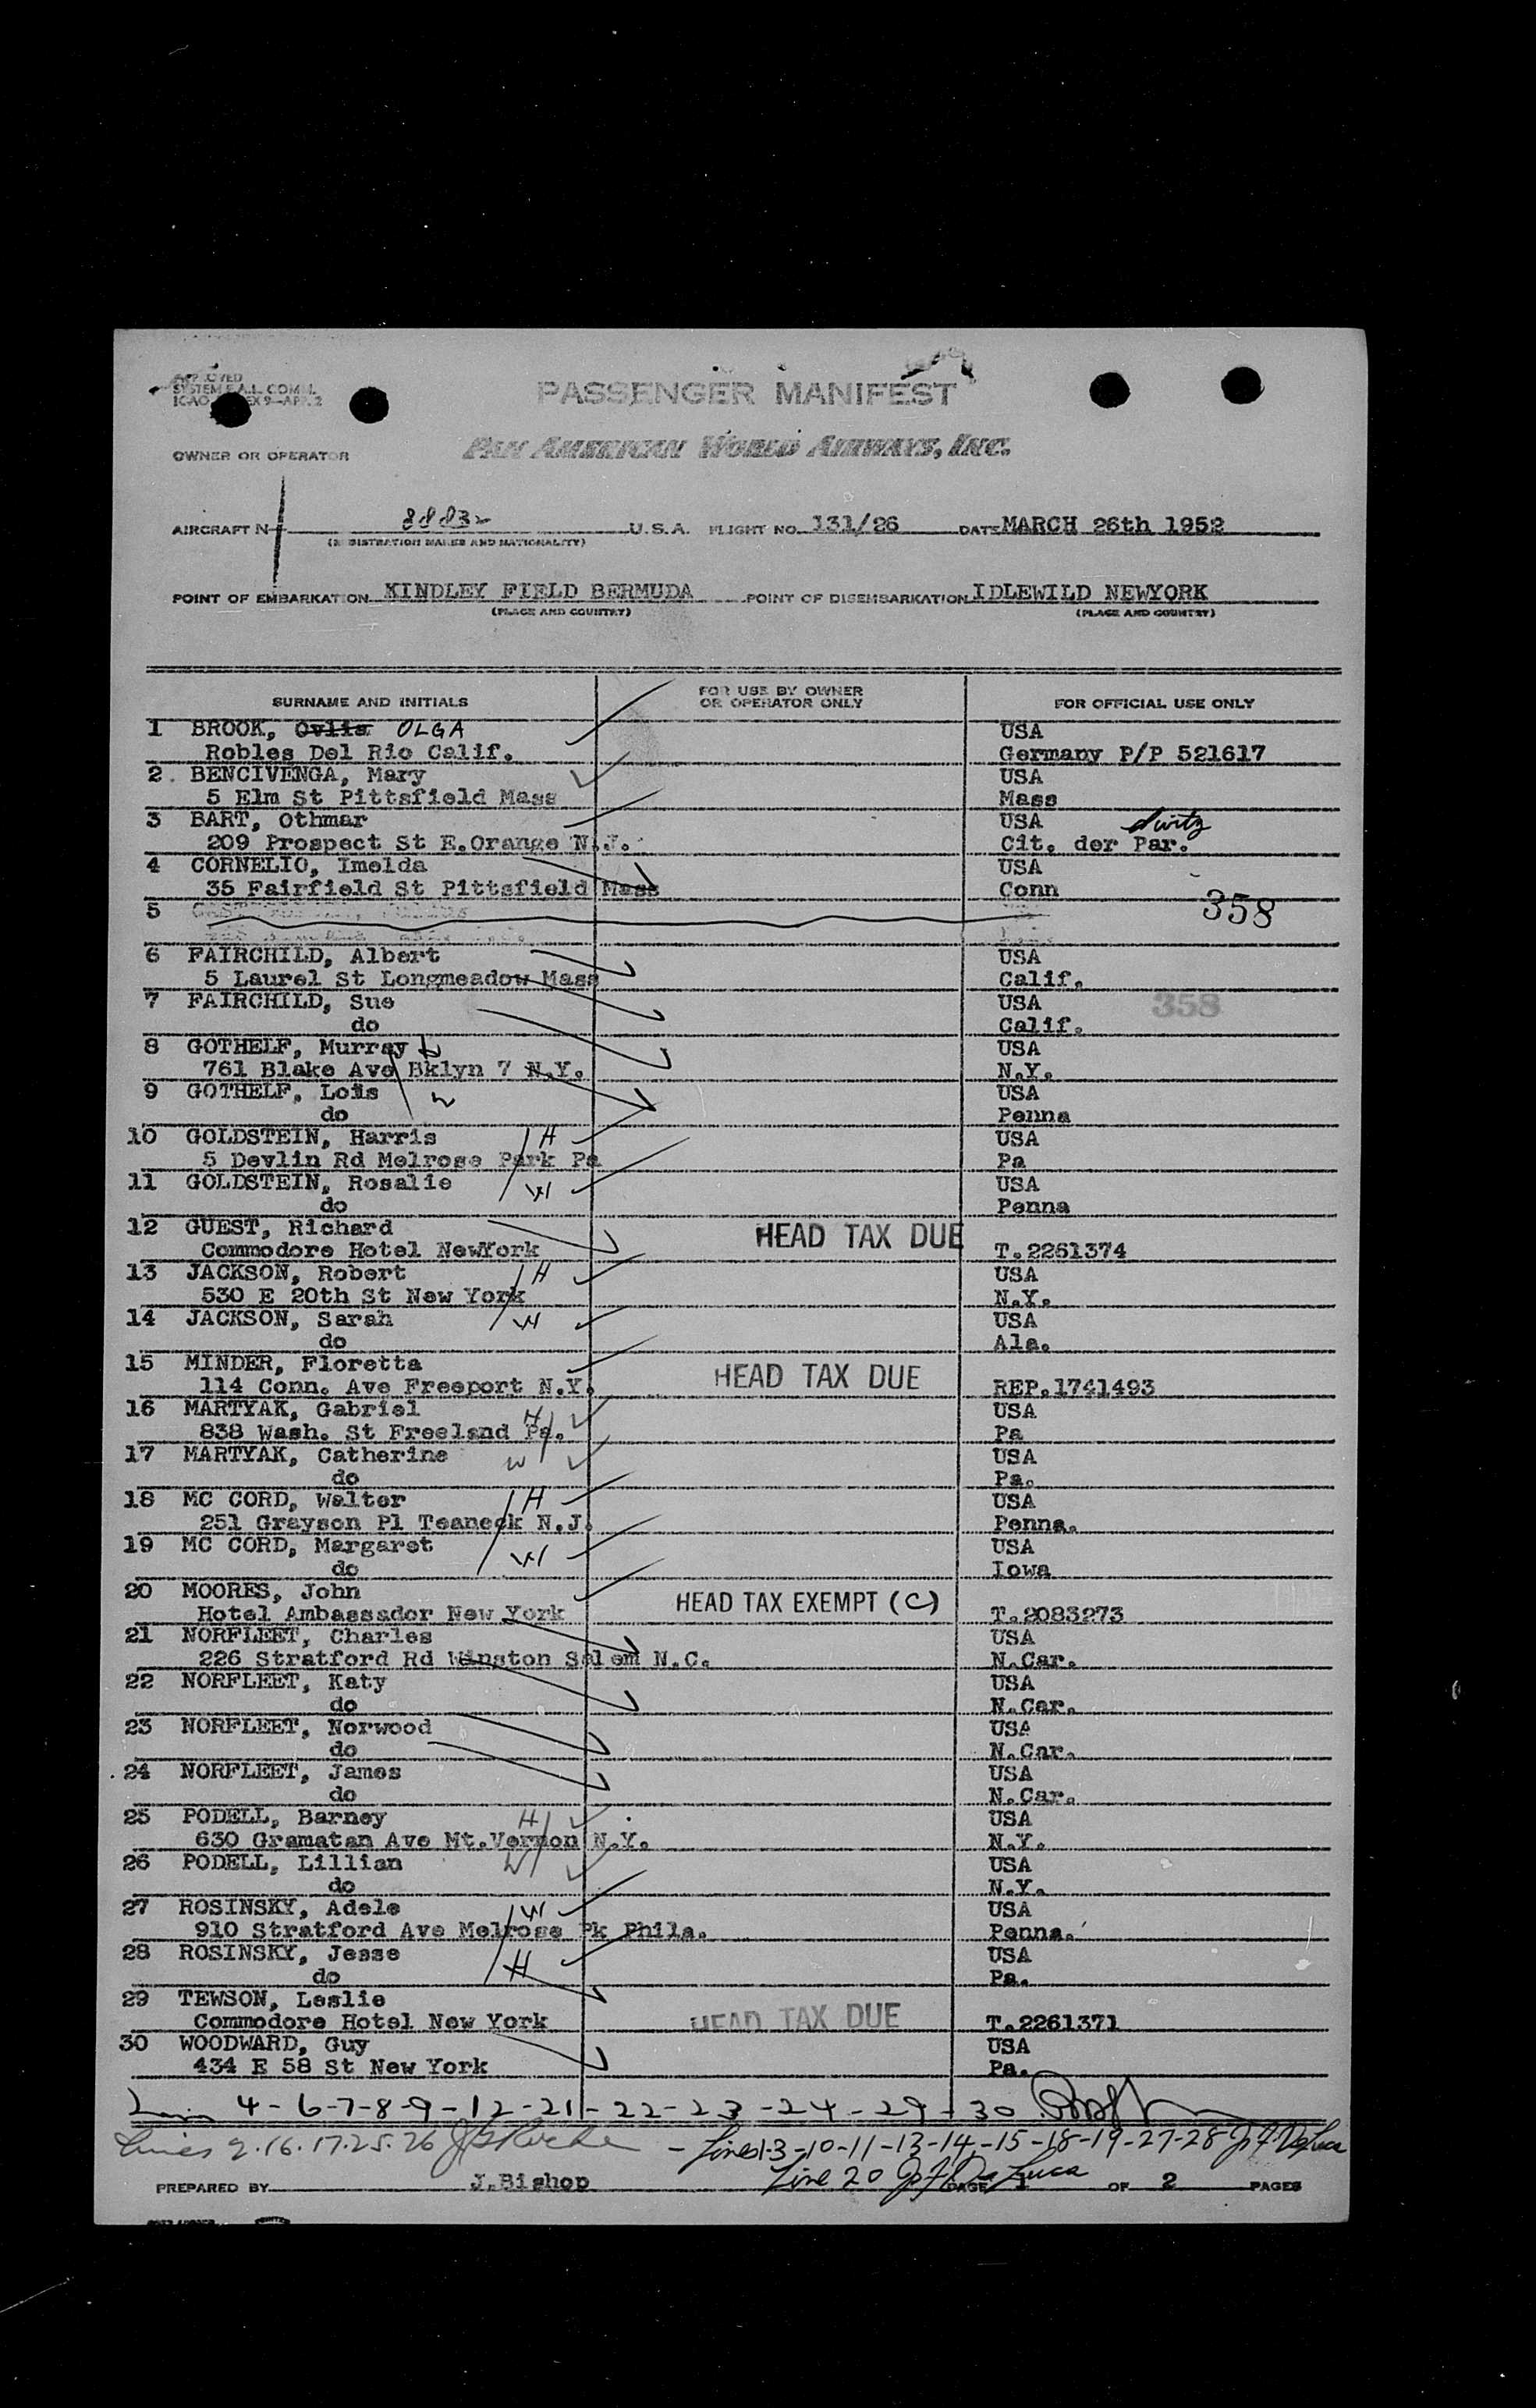 APPROVED
SYSTEM F.A.L. COMM.
ICAO EX 9—APP. 2
PASSENGER MANIFEST
PAN AMERICAN WORLD AIRWAYS, INC.
OWNER OR OPERATOR
AIRCRAFT N 88832 U.S.A. FLIGHT NO. 131/26 DATE MARCH 26th 1952
(REGISTRATION MARKS AND NATIONALITY)
POINT OF EMBARKATION KINDLEY FIELD BERMUDA POINT OF DISEMBARKATION IDLEWILD NEWYORK
(PLACE AND COUNTRY) (PLACE AND COUNTRY)
SURNAME AND INITIALS FOR USE BY OWNER OR OPERATOR ONLY FOR OFFICIAL USE ONLY
1 BROOK, OLGA USA
Robles Del Rio Calif. Germany P/P 521617
2 BENCIVENGA, Mary USA
5 Elm St Pittsfield Mass Mass
3 BART, Othmar USA
209 Prospect St E.Orange N.J. Cit. der Par.
4 CORNELIO, Imelda USA
35 Fairfield St Pittsfield Mass Conn
5 358
6 FAIRCHILD, Albert USA
5 Laurel St Longmeadow Mass Calif.
7 FAIRCHILD, Sue USA 358
do Calif.
8 GOTHELF, Murray H USA
761 Blake Ave Bklyn 7 N.Y. N.Y.
9 GOTHELF, Lois W USA
do Penna
10 GOLDSTEIN, Harris H USA
5 Devlin Rd Melrose Park Pa Pa
11 GOLDSTEIN, Rosalie W USA
do Penna
12 GUEST, Richard HEAD TAX DUE
Commodore Hotel NewYork T.2261374
13 JACKSON, Robert H USA
530 E 20th St New York N.Y.
14 JACKSON, Sarah W USA
do Ala.
15 MINDER, Floretta HEAD TAX DUE
114 Conn. Ave Freeport N.Y. REP.1741493
16 MARTYAK, Gabriel H USA
838 Wash. St Freeland Pa. Pa
17 MARTYAK, Catherine W USA
do Pa.
18 MC CORD, Walter H USA
251 Grayson Pl Teaneck N.J. Penna.
19 MC CORD, Margaret W USA
do Iowa
20 MOORES, John HEAD TAX EXEMPT (C)
Hotel Ambassador New York T.2083273
21 NORFLEET, Charles USA
226 Stratford Rd Winston Salem N.C. N.Car.
22 NORFLEET, Katy USA
do N.Car.
23 NORFLEET, Norwood USA
do N.Car.
24 NORFLEET, James USA
do N.Car.
25 PODELL, Barney H USA
630 Gramatan Ave Mt.Vernon N.Y. N.Y.
26 PODELL, Lillian W USA
do N.Y.
27 ROSINSKY, Adele W USA
910 Stratford Ave Melrose Pk Phila. Penna.
28 ROSINSKY, Jesse H USA
do Pa.
29 TEWSON, Leslie HEAD TAX DUE
Commodore Hotel New York T.2261371
30 WOODWARD, Guy USA
434 E 58 St New York Pa.
4-6-7-8-9-12-21-22-23-24-29-30
Lines 2.16.17.25.26 - Lines 1-3-10-11-13-14-15-18-19-27-28 Jos F DeLuca
Line 20 Jos F De Luca
PREPARED BY J.Bishop PAGE 1 OF 2 PAGES